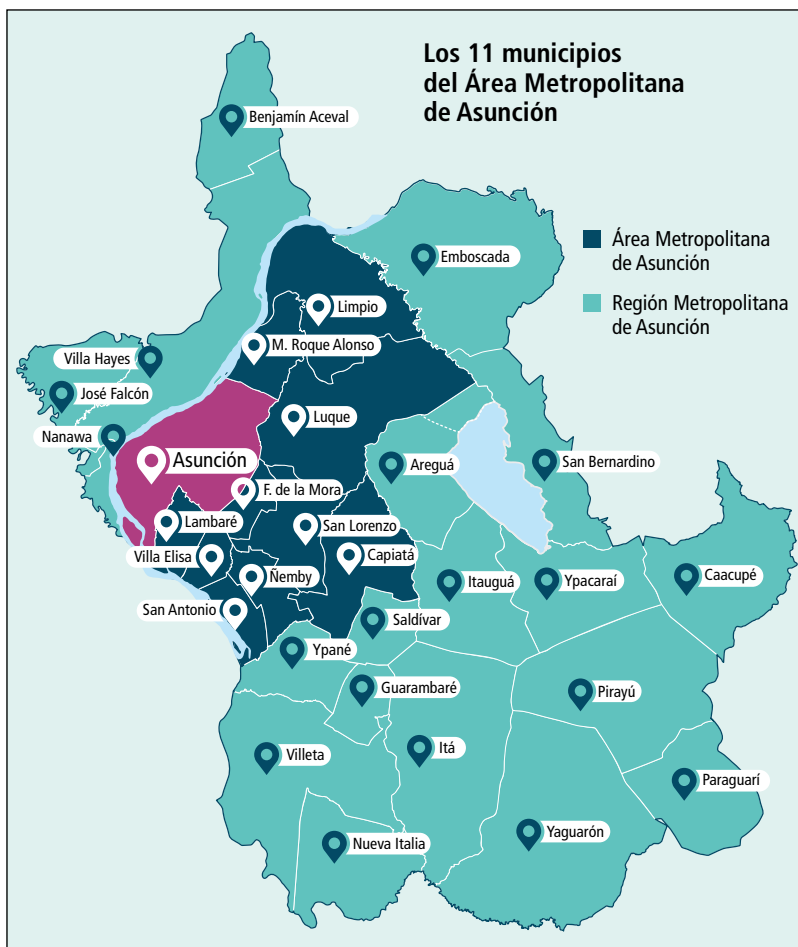 Los 11 municipios
del Área Metropolitana
de Asunción
Benjamín Aceval
Área Metropolitana
de Asunción
Emboscada
Región Metropolitana
de Asunción
Limpio
M. Roque Alonso
Villa Hayes
José Falcón
Luque
Nanawa
Asunción
Areguá
San Bernardino
F. de la Mora
Lambaré
San Lorenzo
Villa Elisa
Capiatá
Ñemby
Itauguá
Ypacaraí
Caacupé
San Antonio
Saldívar
Ypané
Guarambaré
Pirayú
Villeta
Itá
Paraguarí
Nueva Italia
Yaguarón